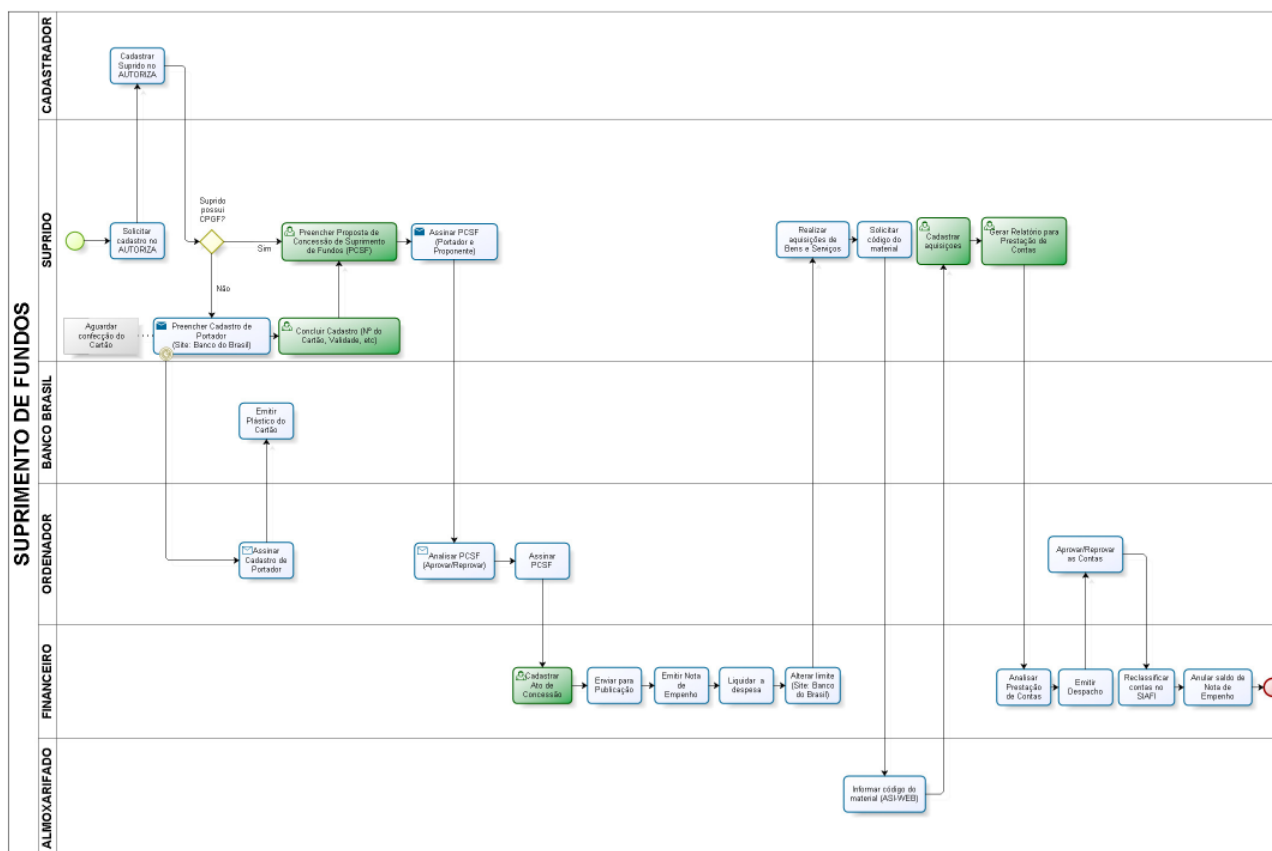 SUPRIMENTO DE FUNDOS
CADASTRADOR
Cadastrar
Suprido no
AUTORIZA
SUPRIDO
Solicitar
cadastro no
AUTORIZA
Suprido
possui
CPGF?
Sim
Não
Preencher Proposta de
Concessão de Suprimento
de Fundos (PCSF)
Assinar PCSF
(Portador e
Proponente)
Aguardar
confecção do
Cartão
Preencher Cadastro de
Portador
(Site: Banco do Brasil)
Concluir Cadastro (Nº do
Cartão, Validade, etc)
Realizar
aquisições de
Bens e Serviços
Solicitar
código do
material
Cadastrar
aquisiçoes
Gerar Relatório para
Prestação de
Contas
BANCO BRASIL
Emitir
Plástico do
Cartão
ORDENADOR
Assinar
Cadastro de
Portador
Analisar PCSF
(Aprovar/Reprovar)
Assinar
PCSF
Aprovar/Reprovar
as Contas
FINANCEIRO
Cadastrar
Ato de
Concessão
Enviar para
Publicação
Emitir Nota
de
Empenho
Liquidar a
despesa
Alterar limite
(Site: Banco
do Brasil)
Analisar
Prestação
de Contas
Emitir
Despacho
Reclassificar
contas no
SIAFI
Anular saldo de
Nota de
Empenho
ALMOXARIFADO
Informar código do
material (ASI-WEB)